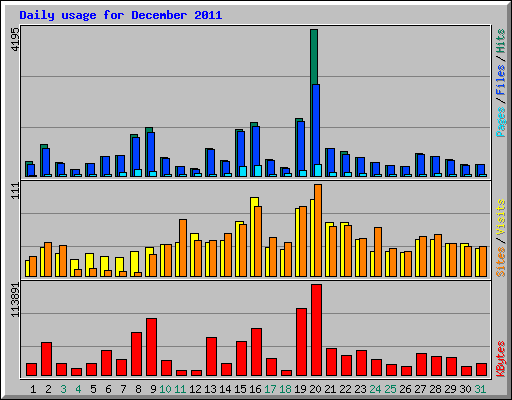 Daily usage for December 2011
4195
Pages / Files / Hits
111
Sites / Visits
113891
KBytes
1 2 3 4 5 6 7 8 9 10 11 12 13 14 15 16 17 18 19 20 21 22 23 24 25 26 27 28 29 30 31